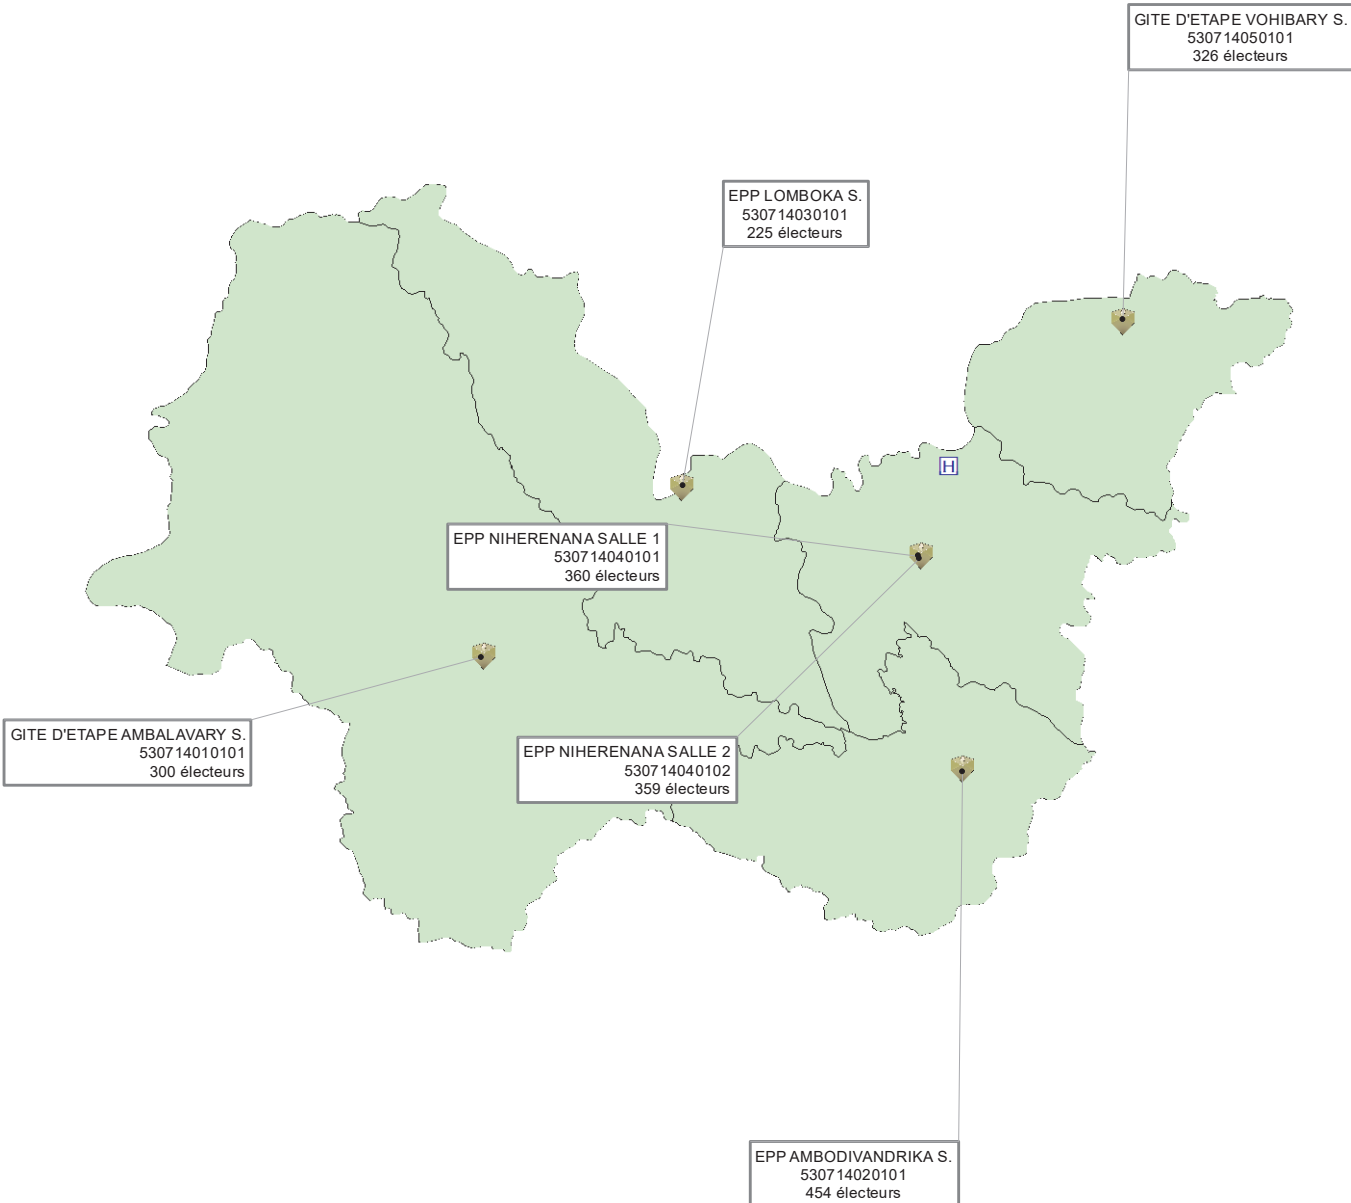 GITE D'ETAPE VOHIBARY S.
530714050101
326 électeurs
EPP LOMBOKA S.
530714030101
225 électeurs
H
EPP NIHERENANA SALLE 1
530714040101
360 électeurs
GITE D'ETAPE AMBALAVARY S.
530714010101
300 électeurs
EPP NIHERENANA SALLE 2
530714040102
359 électeurs
EPP AMBODIVANDRIKA S.
530714020101
454 électeurs